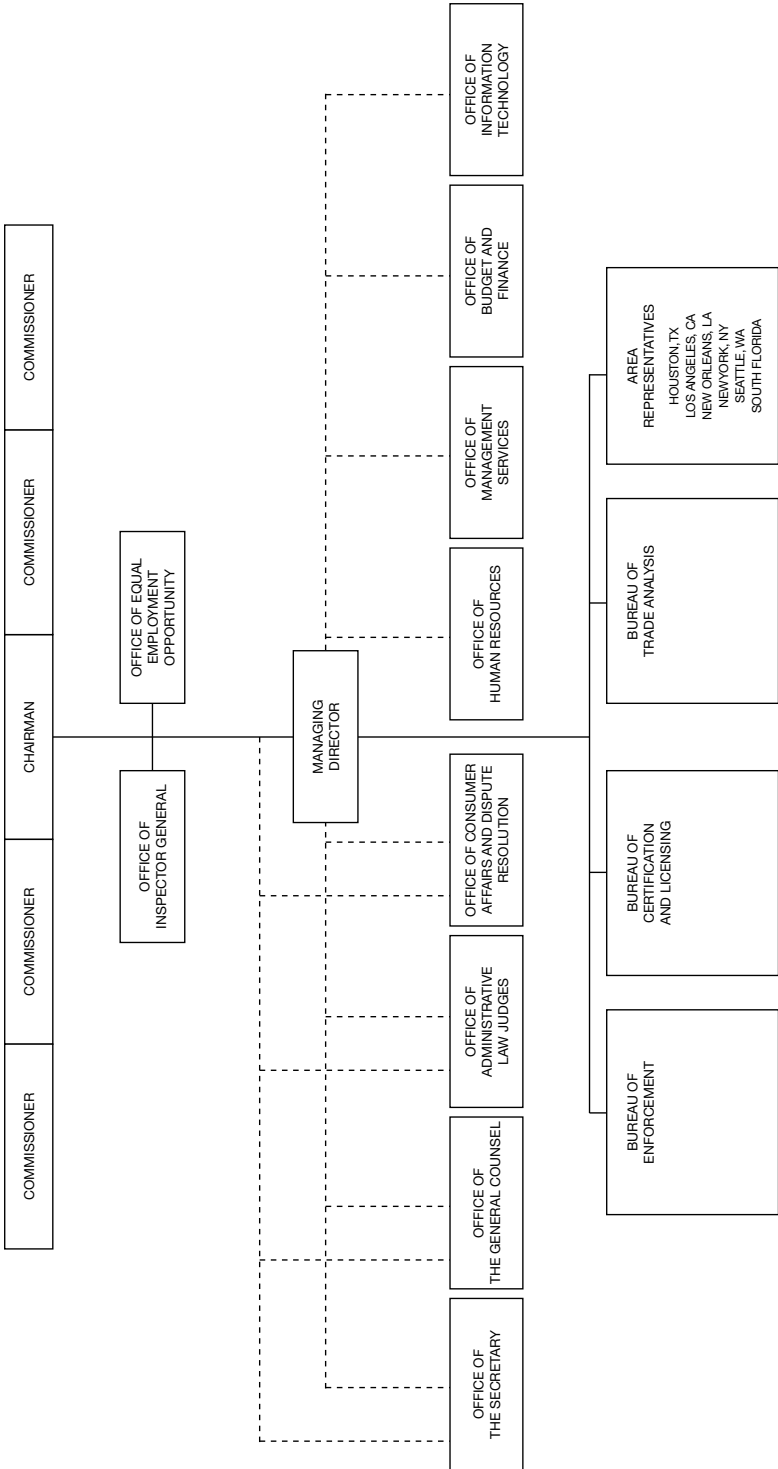 COMMISSIONER
COMMISSIONER
CHAIRMAN
COMMISSIONER
COMMISSIONER
OFFICE OF
INSPECTOR GENERAL
OFFICE OF EQUAL
EMPLOYMENT
OPPORTUNITY
MANAGING
DIRECTOR
OFFICE OF
THE SECRETARY
OFFICE OF
THE GENERAL COUNSEL
OFFICE OF
ADMINISTRATIVE
LAW JUDGES
OFFICE OF CONSUMER
AFFAIRS AND DISPUTE
RESOLUTION
OFFICE OF
HUMAN RESOURCES
OFFICE OF
MANAGEMENT
SERVICES
OFFICE OF
BUDGET AND
FINANCE
OFFICE OF
INFORMATION
TECHNOLOGY
BUREAU OF
ENFORCEMENT
BUREAU OF
CERTIFICATION
AND LICENSING
BUREAU OF
TRADE ANALYSIS
AREA
REPRESENTATIVES
HOUSTON,TX
LOS ANGELES, CA
NEW ORLEANS, LA
NEWYORK, NY
SEATTLE, WA
SOUTH FLORIDA